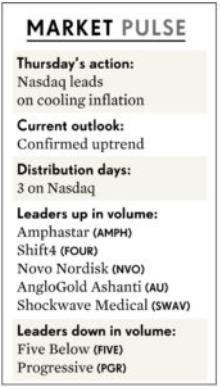 MARKET PULSE
Thursday's action:
Nasdaq leads
on cooling inflation
Current outlook:
Confirmed uptrend
Distribution days:
3 on Nasdaq
Leaders up in volume:
Amphastar (AMPH)
Shift4 (FOUR)
Novo Nordisk (NVO)
AngloGold Ashanti (AU)
Shockwave Medical (SWAV)
Leaders down in volume:
Five Below (FIVE)
Progressive (PGR)